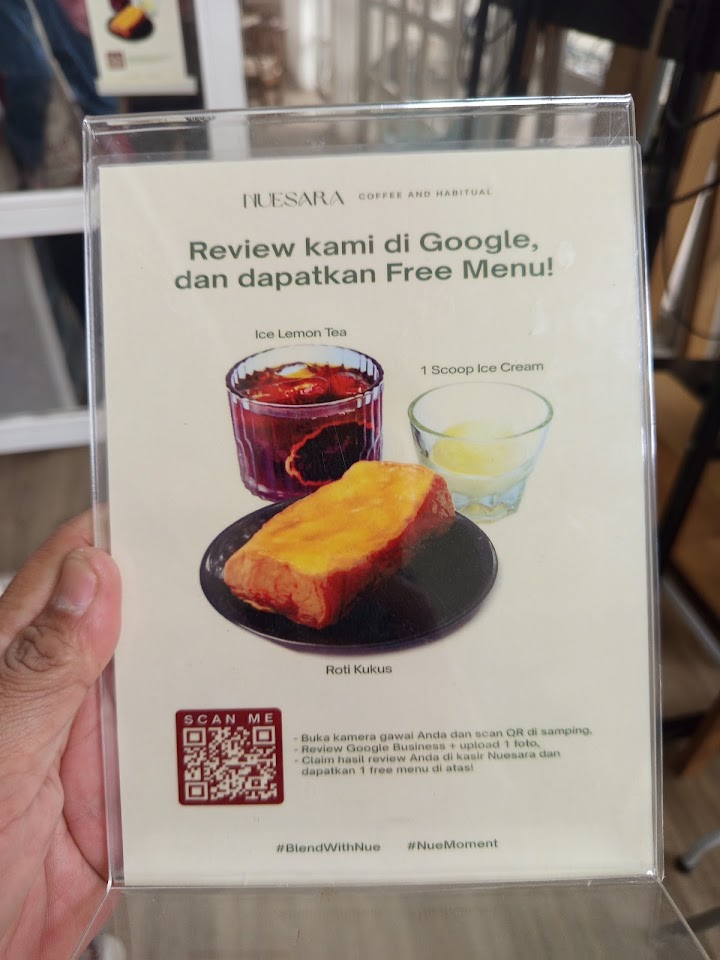 NUESARA COFFEE AND HABITUAL
Review kami di Google,
dan dapatkan Free Menu!
Ice Lemon Tea
1 Scoop Ice Cream
Roti Kukus
SCAN ME
- Buka kamera gawai Anda dan scan QR di samping,
- Review Google Business + upload 1 foto,
- Claim hasil review Anda di kasir Nuesara dan
dapatkan 1 free menu di atas!
#BlendWithNue #NueMoment